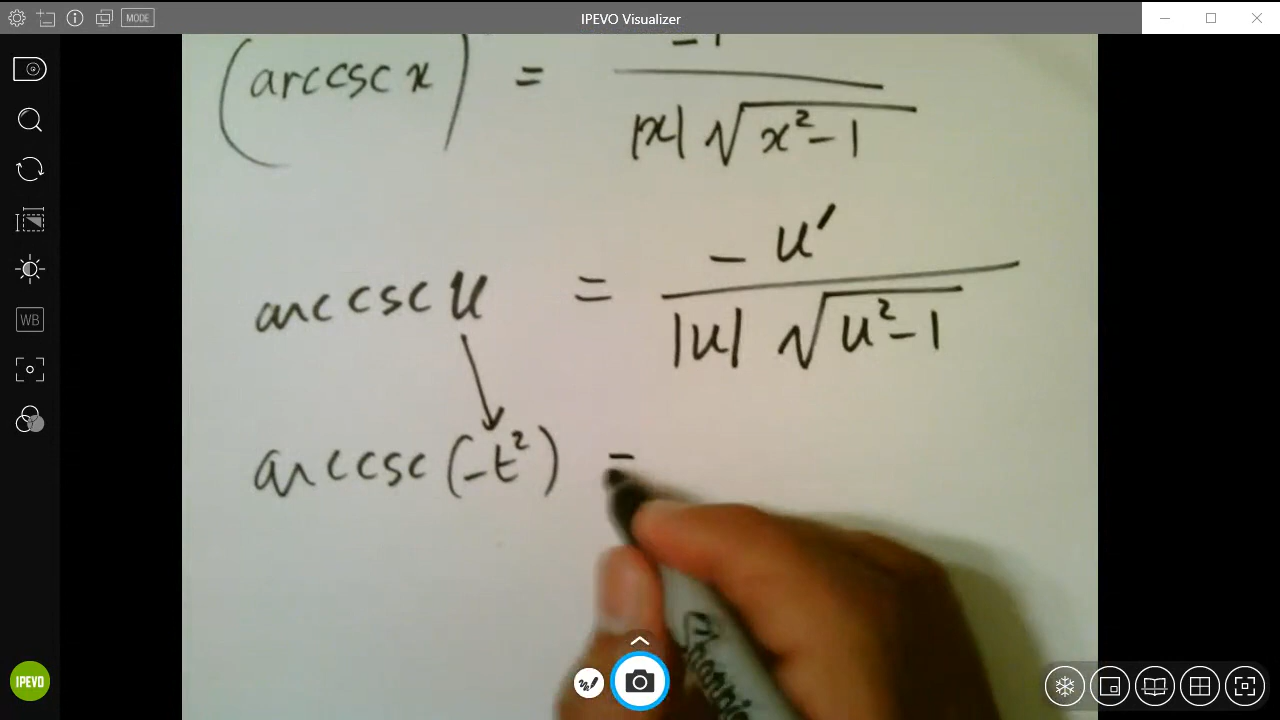 IPEVO Visualizer
MODE
(arccsc x)' = -1 / |x| √x²-1
arccsc u = -u' / |u| √u²-1
WB
arccsc(-t²) =
IPEVO